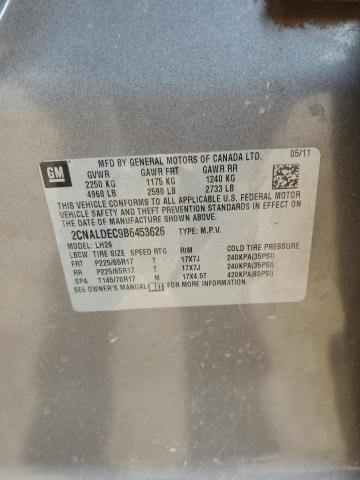 GM
MFD BY GENERAL MOTORS OF CANADA LTD.
05/11
GVWR GAWR FRT GAWR RR
2250 KG 1175 KG 1240 KG
4960 LB 2590 LB 2733 LB
THIS VEHICLE CONFORMS TO ALL APPLICABLE U.S. FEDERAL MOTOR
VEHICLE SAFETY AND THEFT PREVENTION STANDARDS IN EFFECT ON THE DATE OF
MANUFACTURE SHOWN ABOVE.
2CNALDEC9B6453626 TYPE: M.P.V.
MODEL: LH26
LBCW TIRE SIZE SPEED RTG RIM COLD TIRE PRESSURE
FRT P225/65R17 T 17X7J 240KPA(35PSI)
RR P225/65R17 T 17X7J 240KPA(35PSI)
SPA T145/70R17 M 17X4.5T 420KPA(60PSI)
SEE OWNER'S MANUAL FOR MORE INFORMATION.